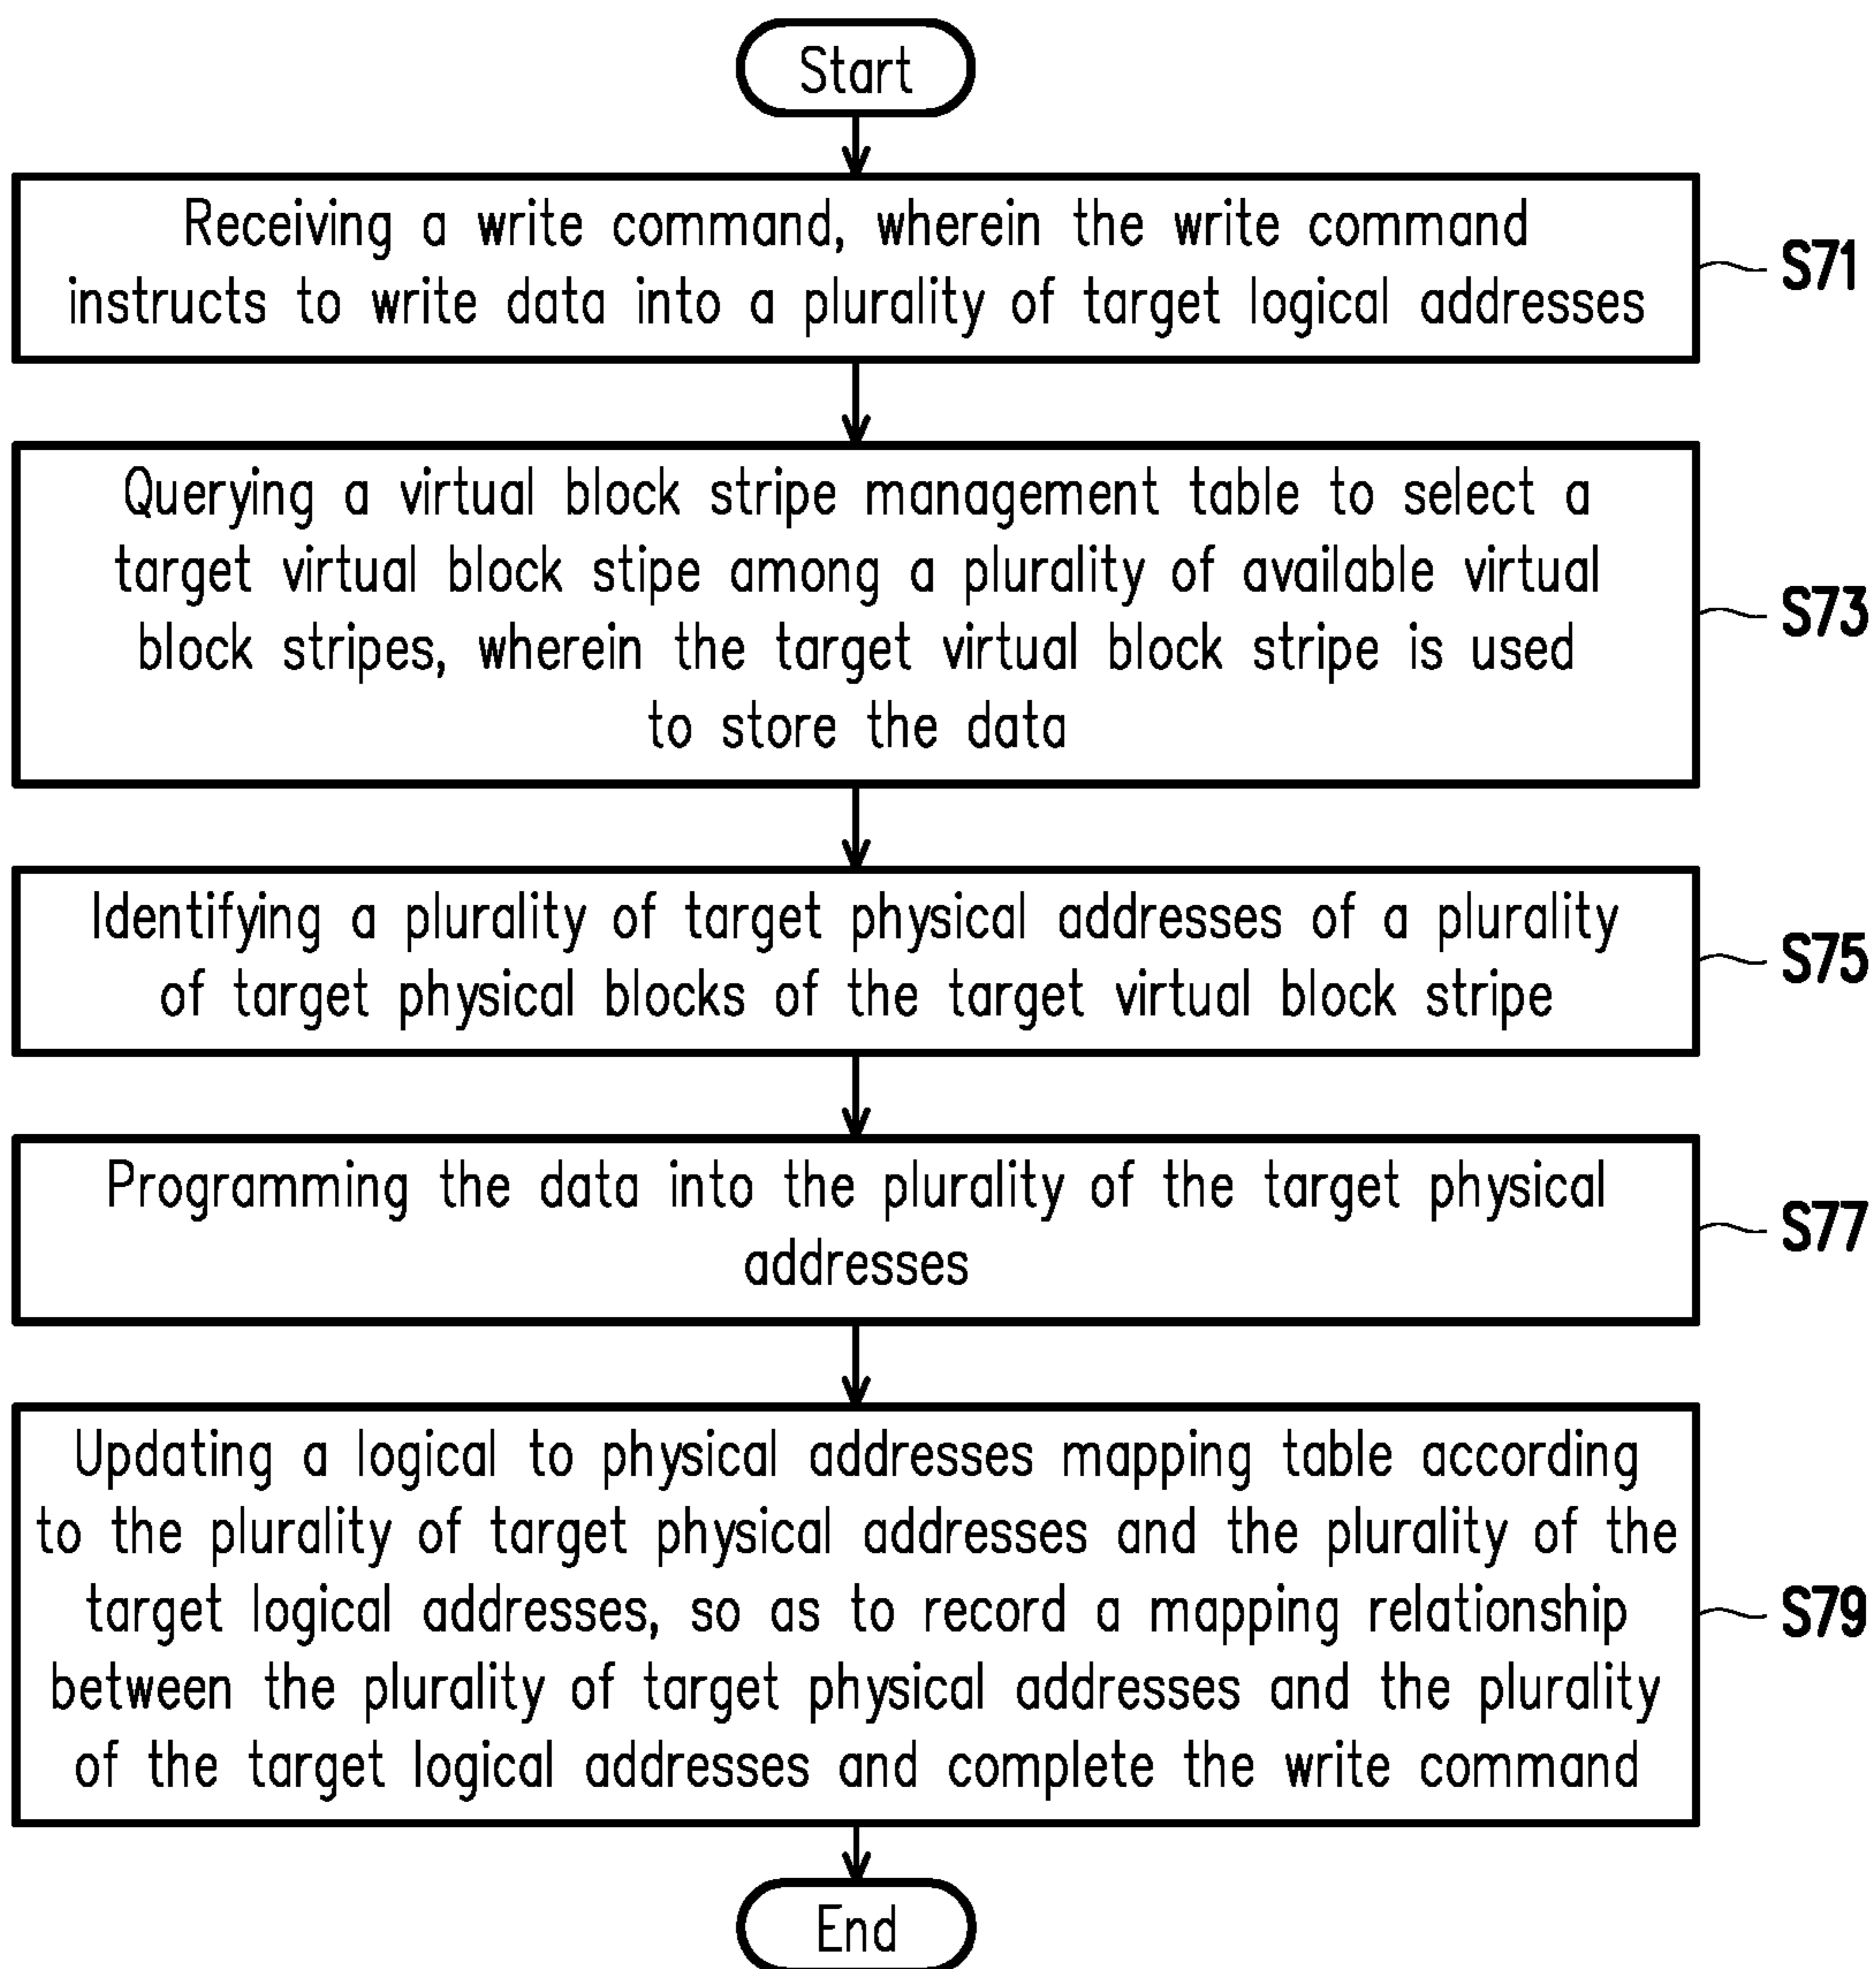 Start
Receiving a write command, wherein the write command
instructs to write data into a plurality of target logical addresses
S71
Querying a virtual block stripe management table to select a
target virtual block stipe among a plurality of available virtual
block stripes, wherein the target virtual block stripe is used
to store the data
S73
Identifying a plurality of target physical addresses of a plurality
of target physical blocks of the target virtual block stripe
S75
Programming the data into the plurality of the target physical
addresses
S77
Updating a logical to physical addresses mapping table according
to the plurality of target physical addresses and the plurality of the
target logical addresses, so as to record a mapping relationship
between the plurality of target physical addresses and the plurality
of the target logical addresses and complete the write command
S79
End